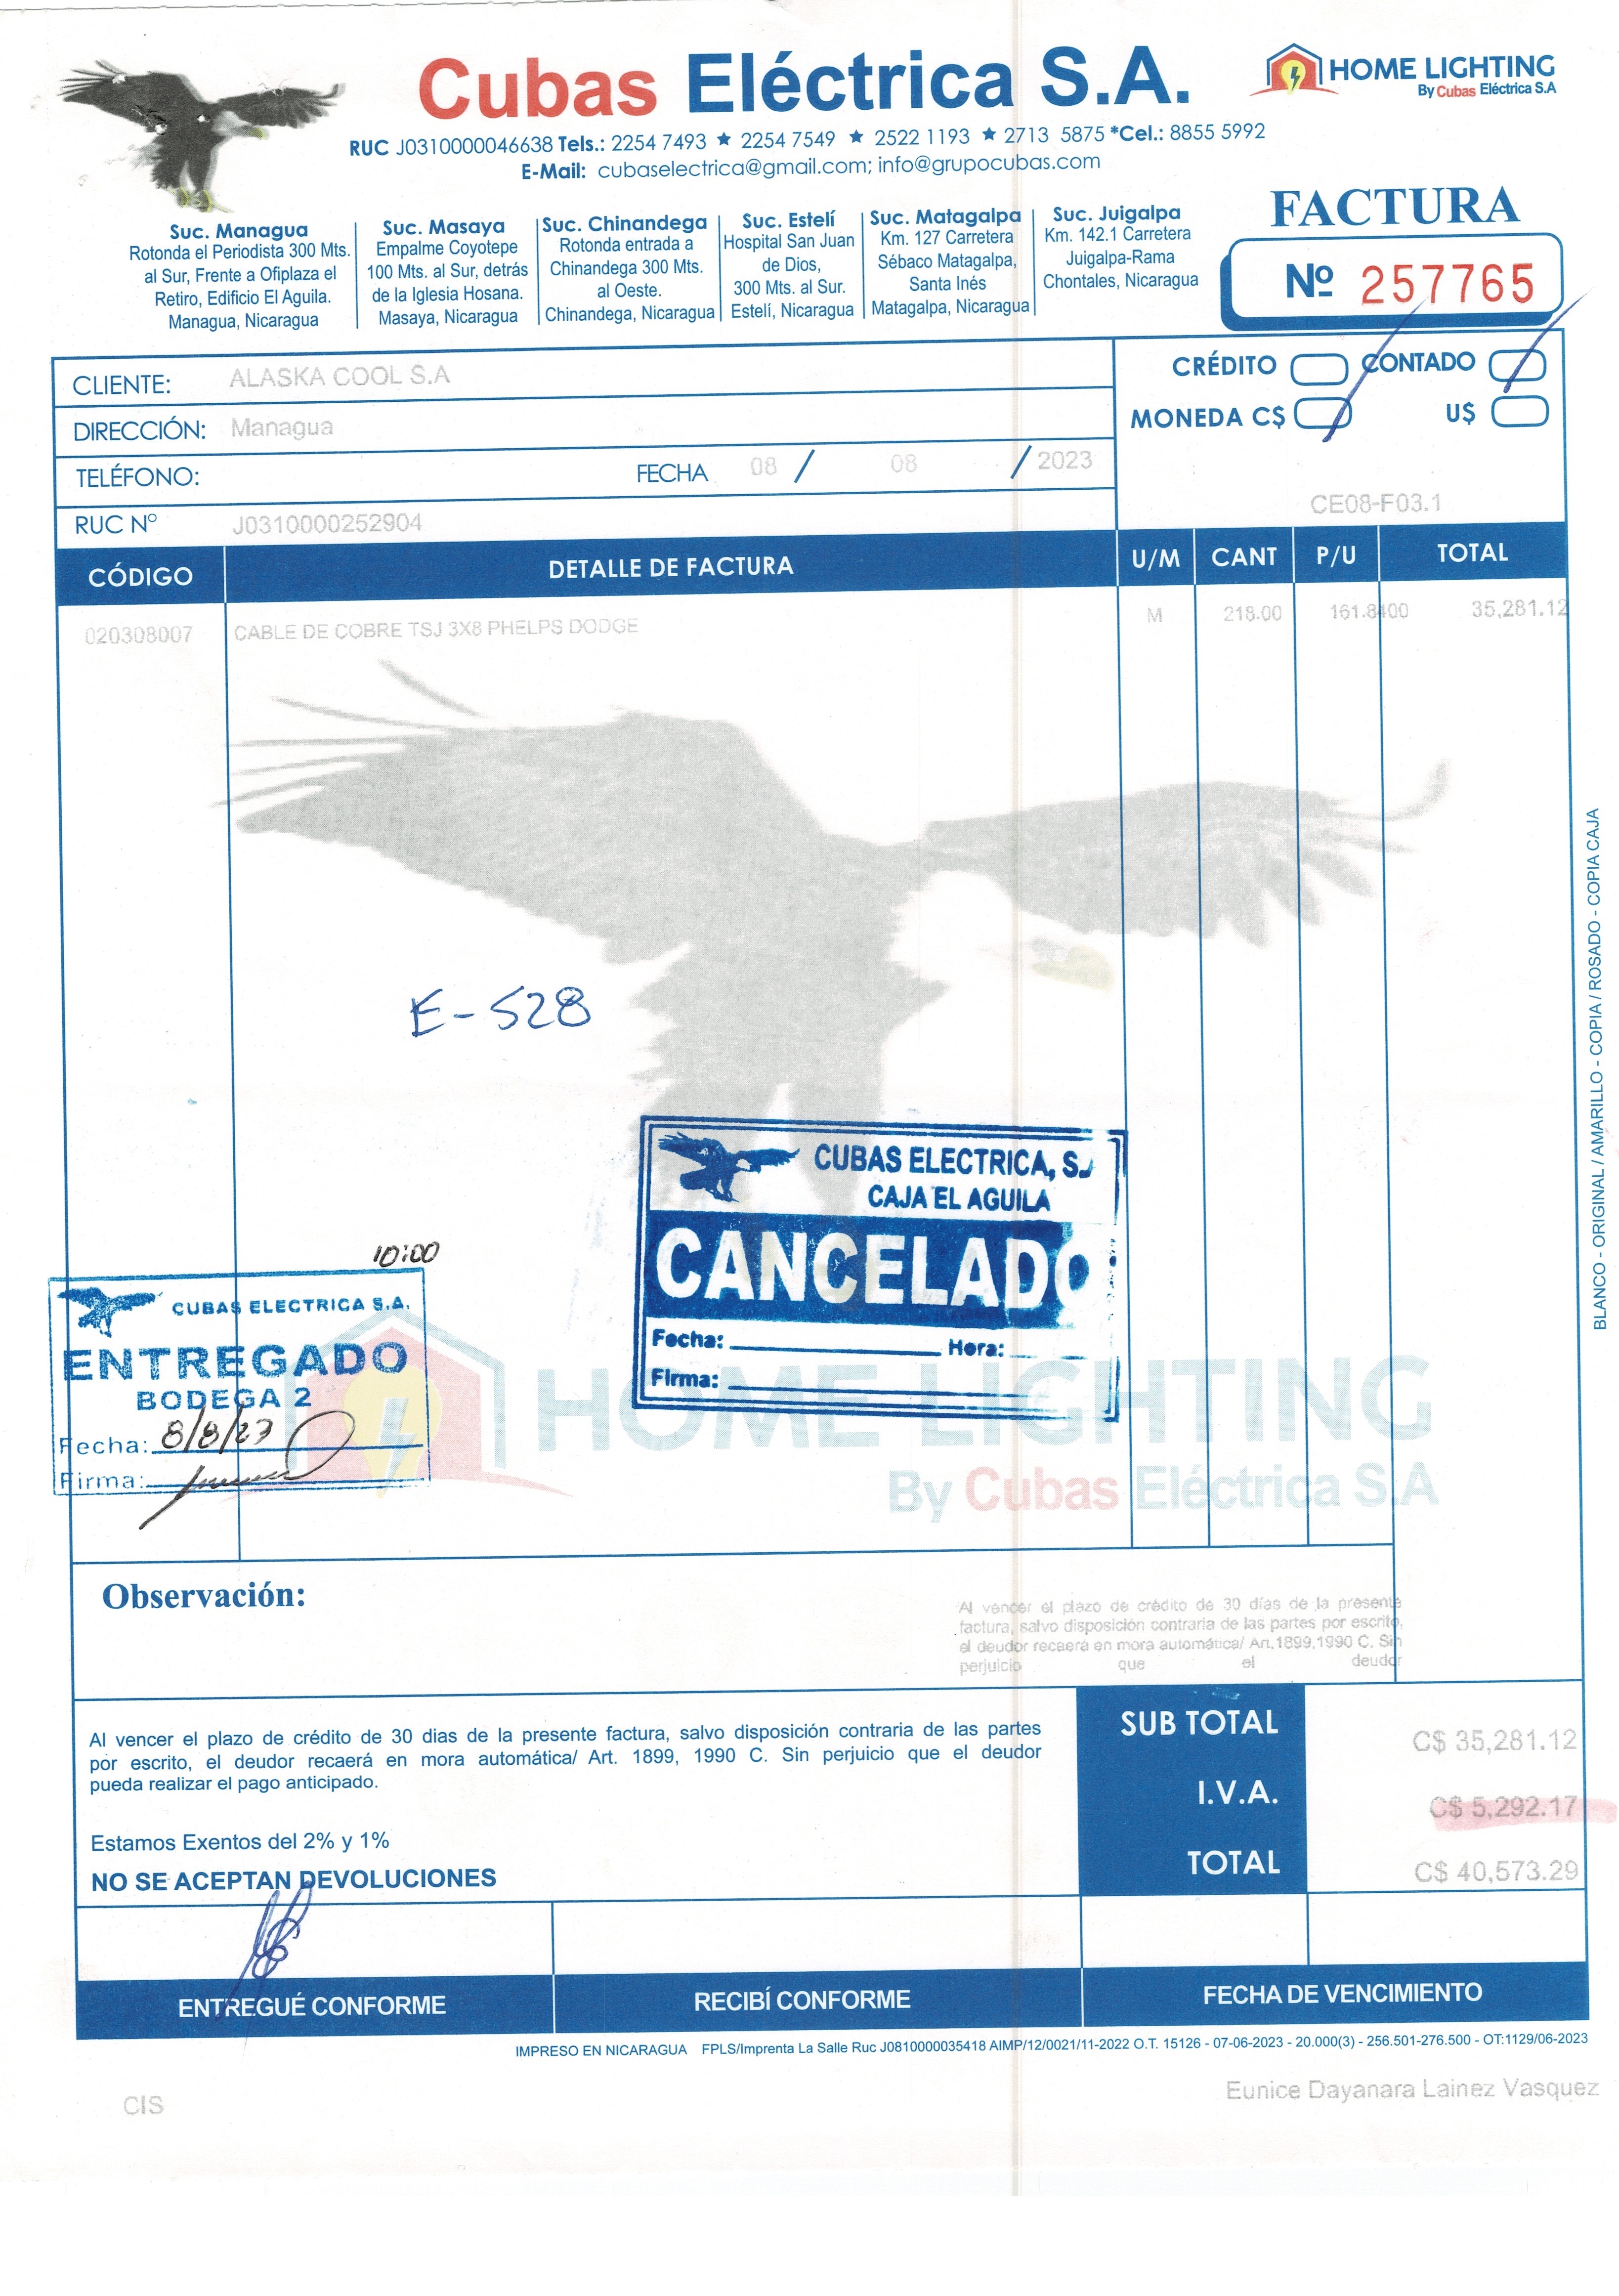 Cubas Eléctrica S.A.
HOME LIGHTING
By Cubas Eléctrica S.A
RUC J0310000046638 Tels.: 2254 7493 ★ 2254 7549 ★ 2522 1193 ★ 2713 5875 *Cel.: 8855 5992
E-Mail: cubaselectrica@gmail.com; info@grupocubas.com
Suc. Managua
Rotonda el Periodista 300 Mts.
al Sur, Frente a Ofiplaza el
Retiro, Edificio El Aguila.
Managua, Nicaragua
Suc. Masaya
Empalme Coyotepe
100 Mts. al Sur, detrás
de la Iglesia Hosana.
Masaya, Nicaragua
Suc. Chinandega
Rotonda entrada a
Chinandega 300 Mts.
al Oeste.
Chinandega, Nicaragua
Suc. Estelí
Hospital San Juan
de Dios,
300 Mts. al Sur.
Estelí, Nicaragua
Suc. Matagalpa
Km. 127 Carretera
Sébaco Matagalpa,
Santa Inés
Matagalpa, Nicaragua
Suc. Juigalpa
Km. 142.1 Carretera
Juigalpa-Rama
Chontales, Nicaragua
FACTURA
Nº 257765
CLIENTE: ALASKA COOL S.A
DIRECCIÓN: Managua
TELÉFONO: FECHA 08 / 08 / 2023
RUC Nº J0310000252904
CRÉDITO CONTADO
MONEDA C$ U$
CE08-F03.1
CÓDIGO DETALLE DE FACTURA U/M CANT P/U TOTAL
020308007 CABLE DE COBRE TSJ 3X8 PHELPS DODGE M 218.00 161.8400 35,281.12
E-528
CUBAS ELECTRICA, S.
CAJA EL AGUILA
CANCELADO
Fecha: Hora:
Firma:
10:00
CUBAS ELECTRICA S.A.
ENTREGADO
BODEGA 2
Fecha: 8/8/23
Firma:
HOME LIGHTING
By Cubas Eléctrica S.A
BLANCO - ORIGINAL / AMARILLO - COPIA / ROSADO - COPIA CAJA
Observación:
Al vencer el plazo de crédito de 30 días de la presente
factura, salvo disposición contraria de las partes por escrito,
el deudor recaerá en mora automática/ Art.1899,1990 C. Sin
perjuicio que el deudor
Al vencer el plazo de crédito de 30 dias de la presente factura, salvo disposición contraria de las partes
por escrito, el deudor recaerá en mora automática/ Art. 1899, 1990 C. Sin perjuicio que el deudor
pueda realizar el pago anticipado.
Estamos Exentos del 2% y 1%
NO SE ACEPTAN DEVOLUCIONES
SUB TOTAL C$ 35,281.12
I.V.A. C$ 5,292.17
TOTAL C$ 40,573.29
ENTREGUÉ CONFORME RECIBÍ CONFORME FECHA DE VENCIMIENTO
IMPRESO EN NICARAGUA FPLS/Imprenta La Salle Ruc J0810000035418 AIMP/12/0021/11-2022 O.T. 15126 - 07-06-2023 - 20.000(3) - 256.501-276.500 - OT:1129/06-2023
CIS
Eunice Dayanara Lainez Vasquez